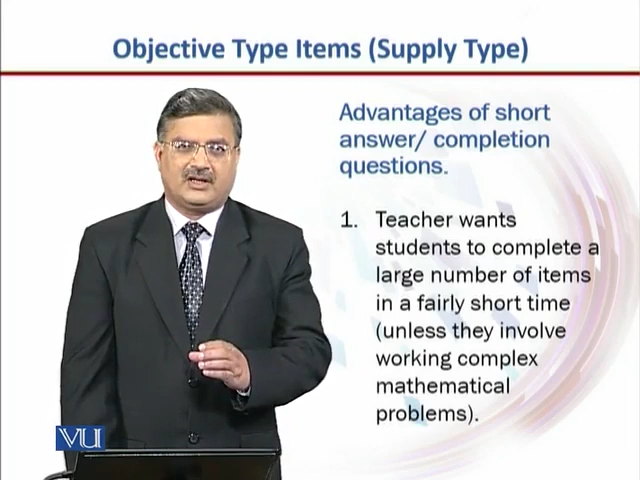 Objective Type Items (Supply Type)
Advantages of short
answer/ completion
questions.
1. Teacher wants
students to complete a
large number of items
in a fairly short time
(unless they involve
working complex
mathematical
problems).
VU